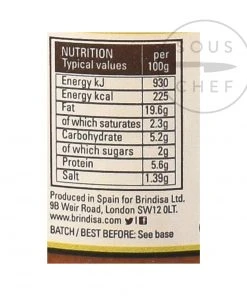 SOUS
CHEF
NUTRITION per
Typical values 100g
Energy kJ 930
Energy kcal 225
Fat 19.6g
of which saturates 2.3g
Carbohydrate 5.2g
of which sugars 2g
Protein 5.6g
Salt 1.39g
Produced in Spain for Brindisa Ltd.
9B Weir Road, London SW12 0LT.
www.brindisa.com
BATCH / BEST BEFORE: See base